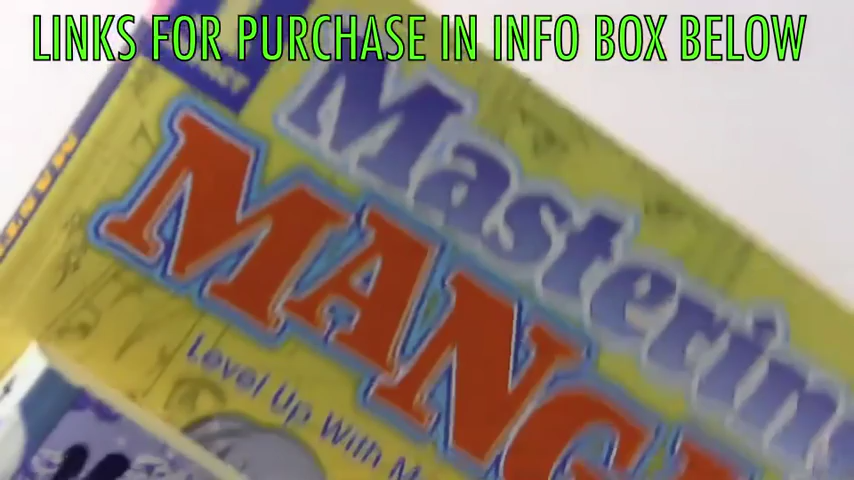 LINKS FOR PURCHASE IN INFO BOX BELOW
Mastering
MANGA
Level Up With